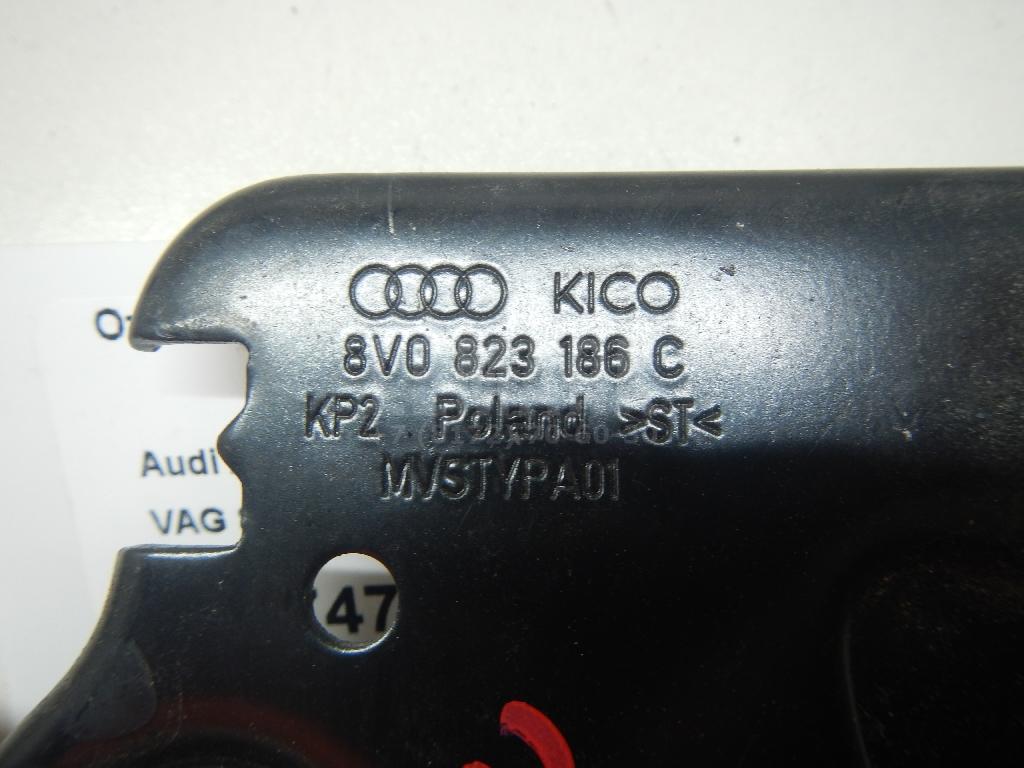 KICO
8V0 823 186 C
KP2 Poland >ST<
MV5TYPA01
Audi
VAG
47